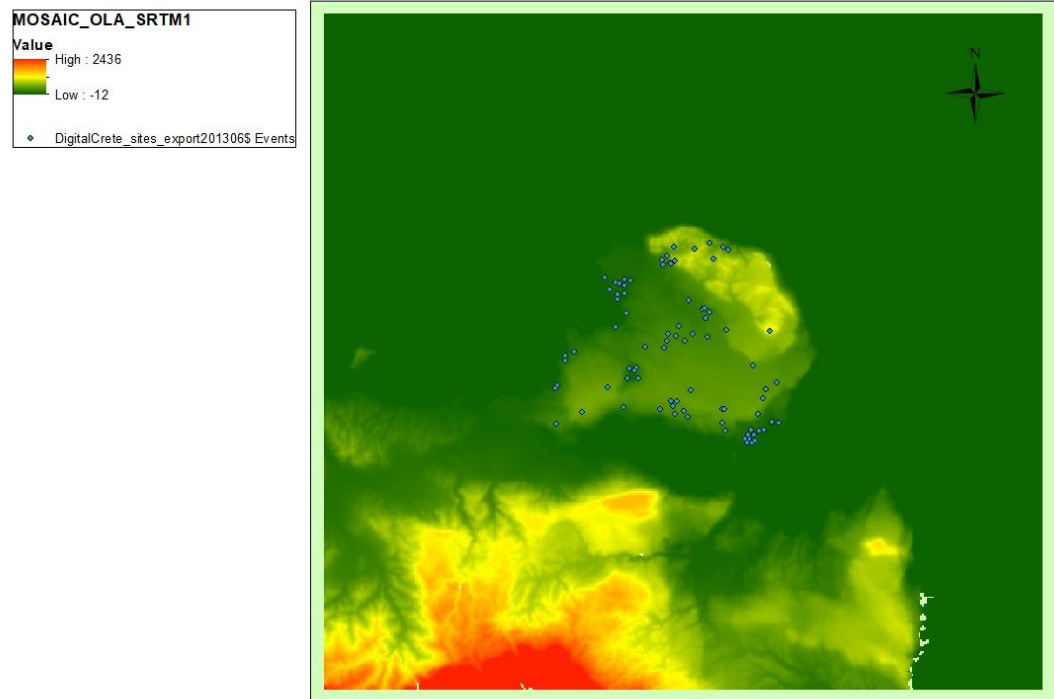 MOSAIC_OLA_SRTM1
Value
High : 2436
Low : -12
DigitalCrete_sites_export201306$ Events
N